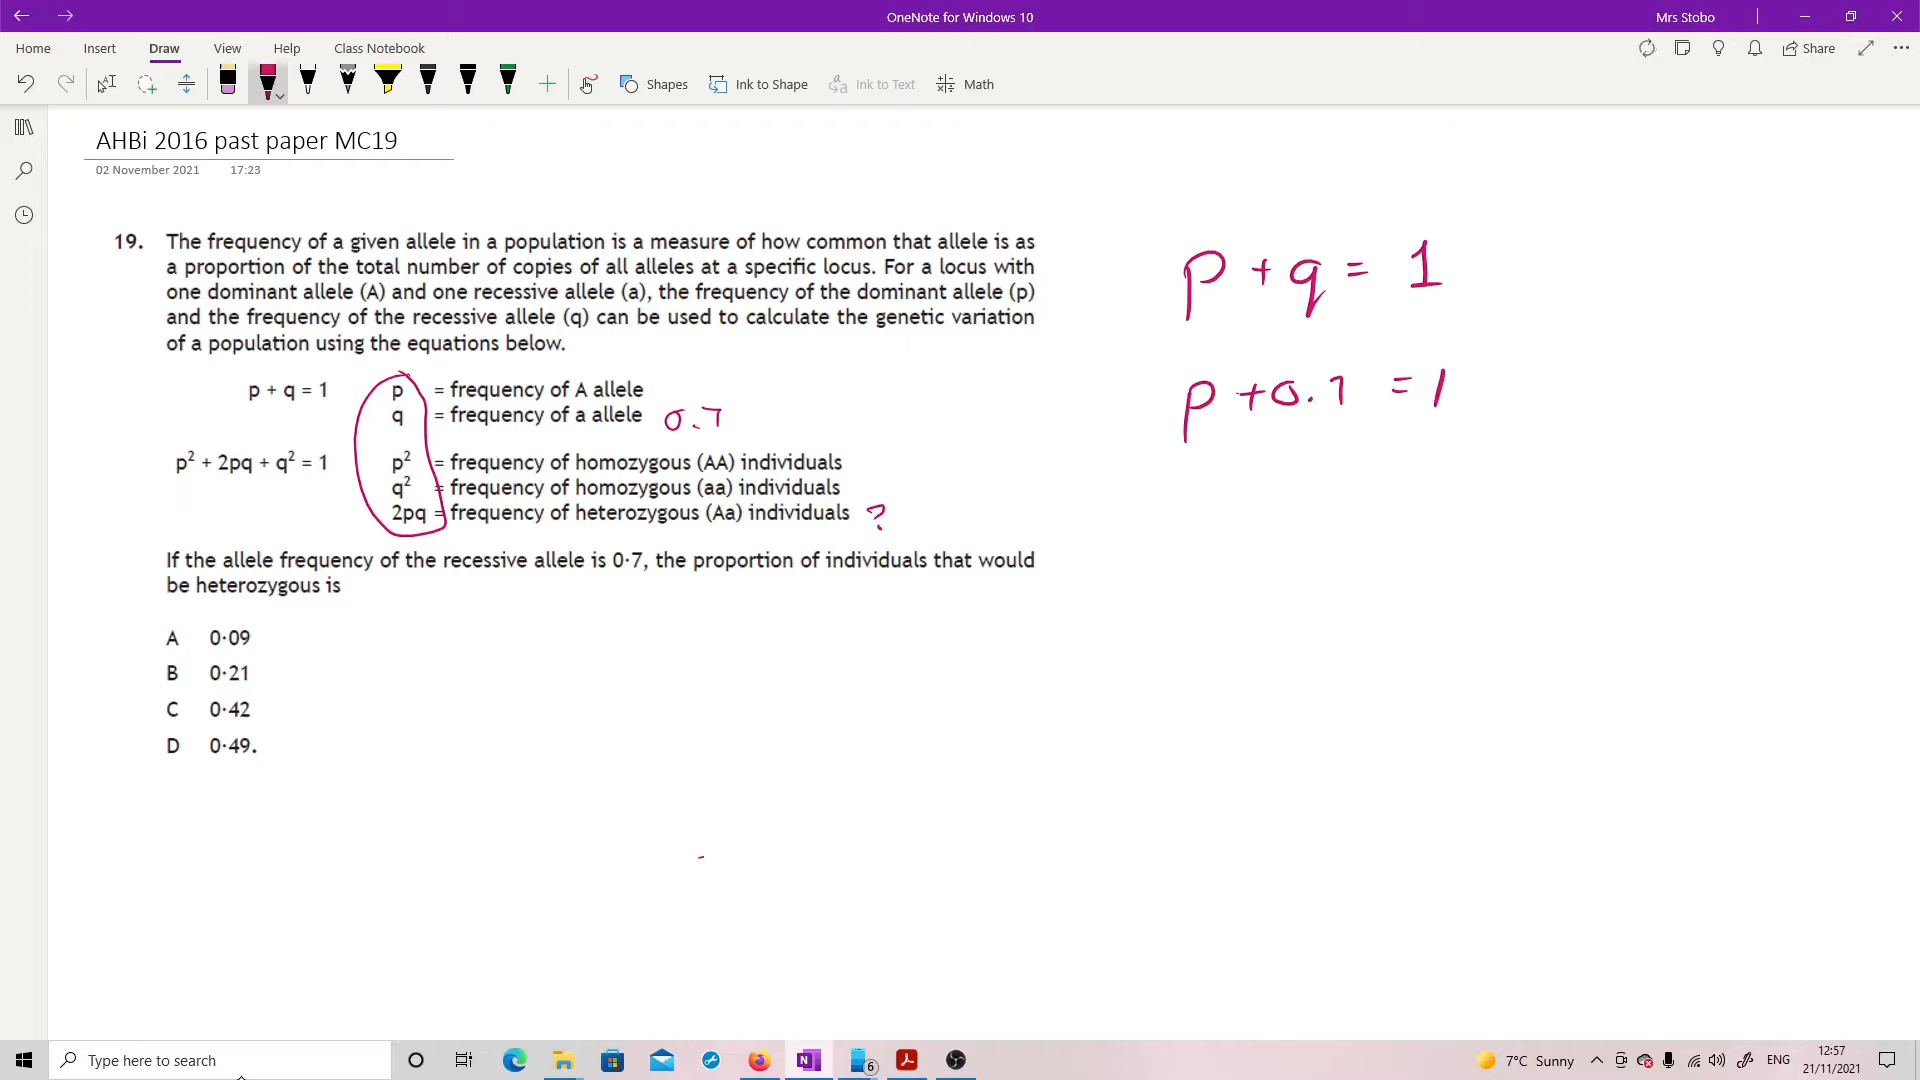 OneNote for Windows 10
Mrs Stobo
Home Insert Draw View Help Class Notebook
Share
Shapes Ink to Shape Ink to Text Math
AHBi 2016 past paper MC19
02 November 2021 17:23
19. The frequency of a given allele in a population is a measure of how common that allele is as
a proportion of the total number of copies of all alleles at a specific locus. For a locus with
one dominant allele (A) and one recessive allele (a), the frequency of the dominant allele (p)
and the frequency of the recessive allele (q) can be used to calculate the genetic variation
of a population using the equations below.
p + q = 1 p = frequency of A allele
q = frequency of a allele 0.7
p² + 2pq + q² = 1 p² = frequency of homozygous (AA) individuals
q² = frequency of homozygous (aa) individuals
2pq = frequency of heterozygous (Aa) individuals ?
If the allele frequency of the recessive allele is 0·7, the proportion of individuals that would
be heterozygous is
A 0·09
B 0·21
C 0·42
D 0·49.
p + q = 1
p + 0.7 = 1
Type here to search
6
7°C Sunny
ENG
12:57
21/11/2021